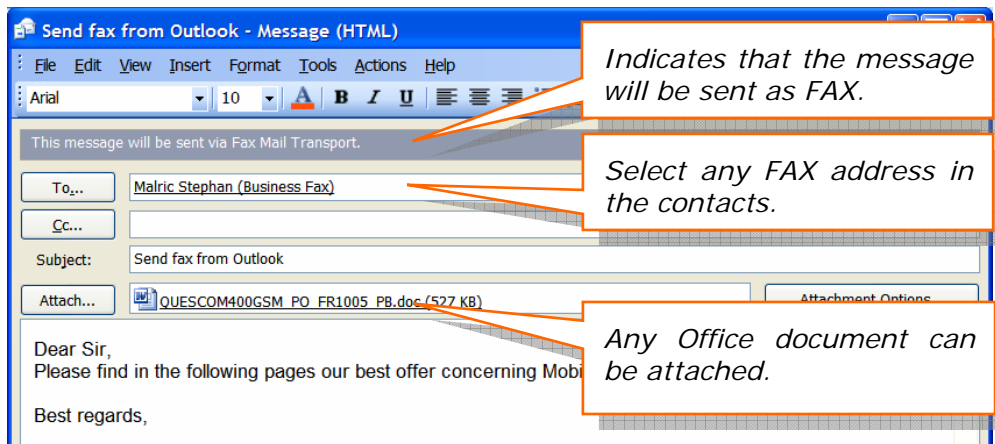 Send fax from Outlook - Message (HTML)
File Edit View Insert Format Tools Actions Help
Arial 10 A B I U
Indicates that the message
will be sent as FAX.
This message will be sent via Fax Mail Transport.
Select any FAX address in
the contacts.
To... Malric Stephan (Business Fax)
Cc...
Subject: Send fax from Outlook
Attach... QUESCOM400GSM_PO_FR1005_PB.doc (527 KB) Attachment Options...
Any Office document can
be attached.
Dear Sir,
Please find in the following pages our best offer concerning Mobi
Best regards,